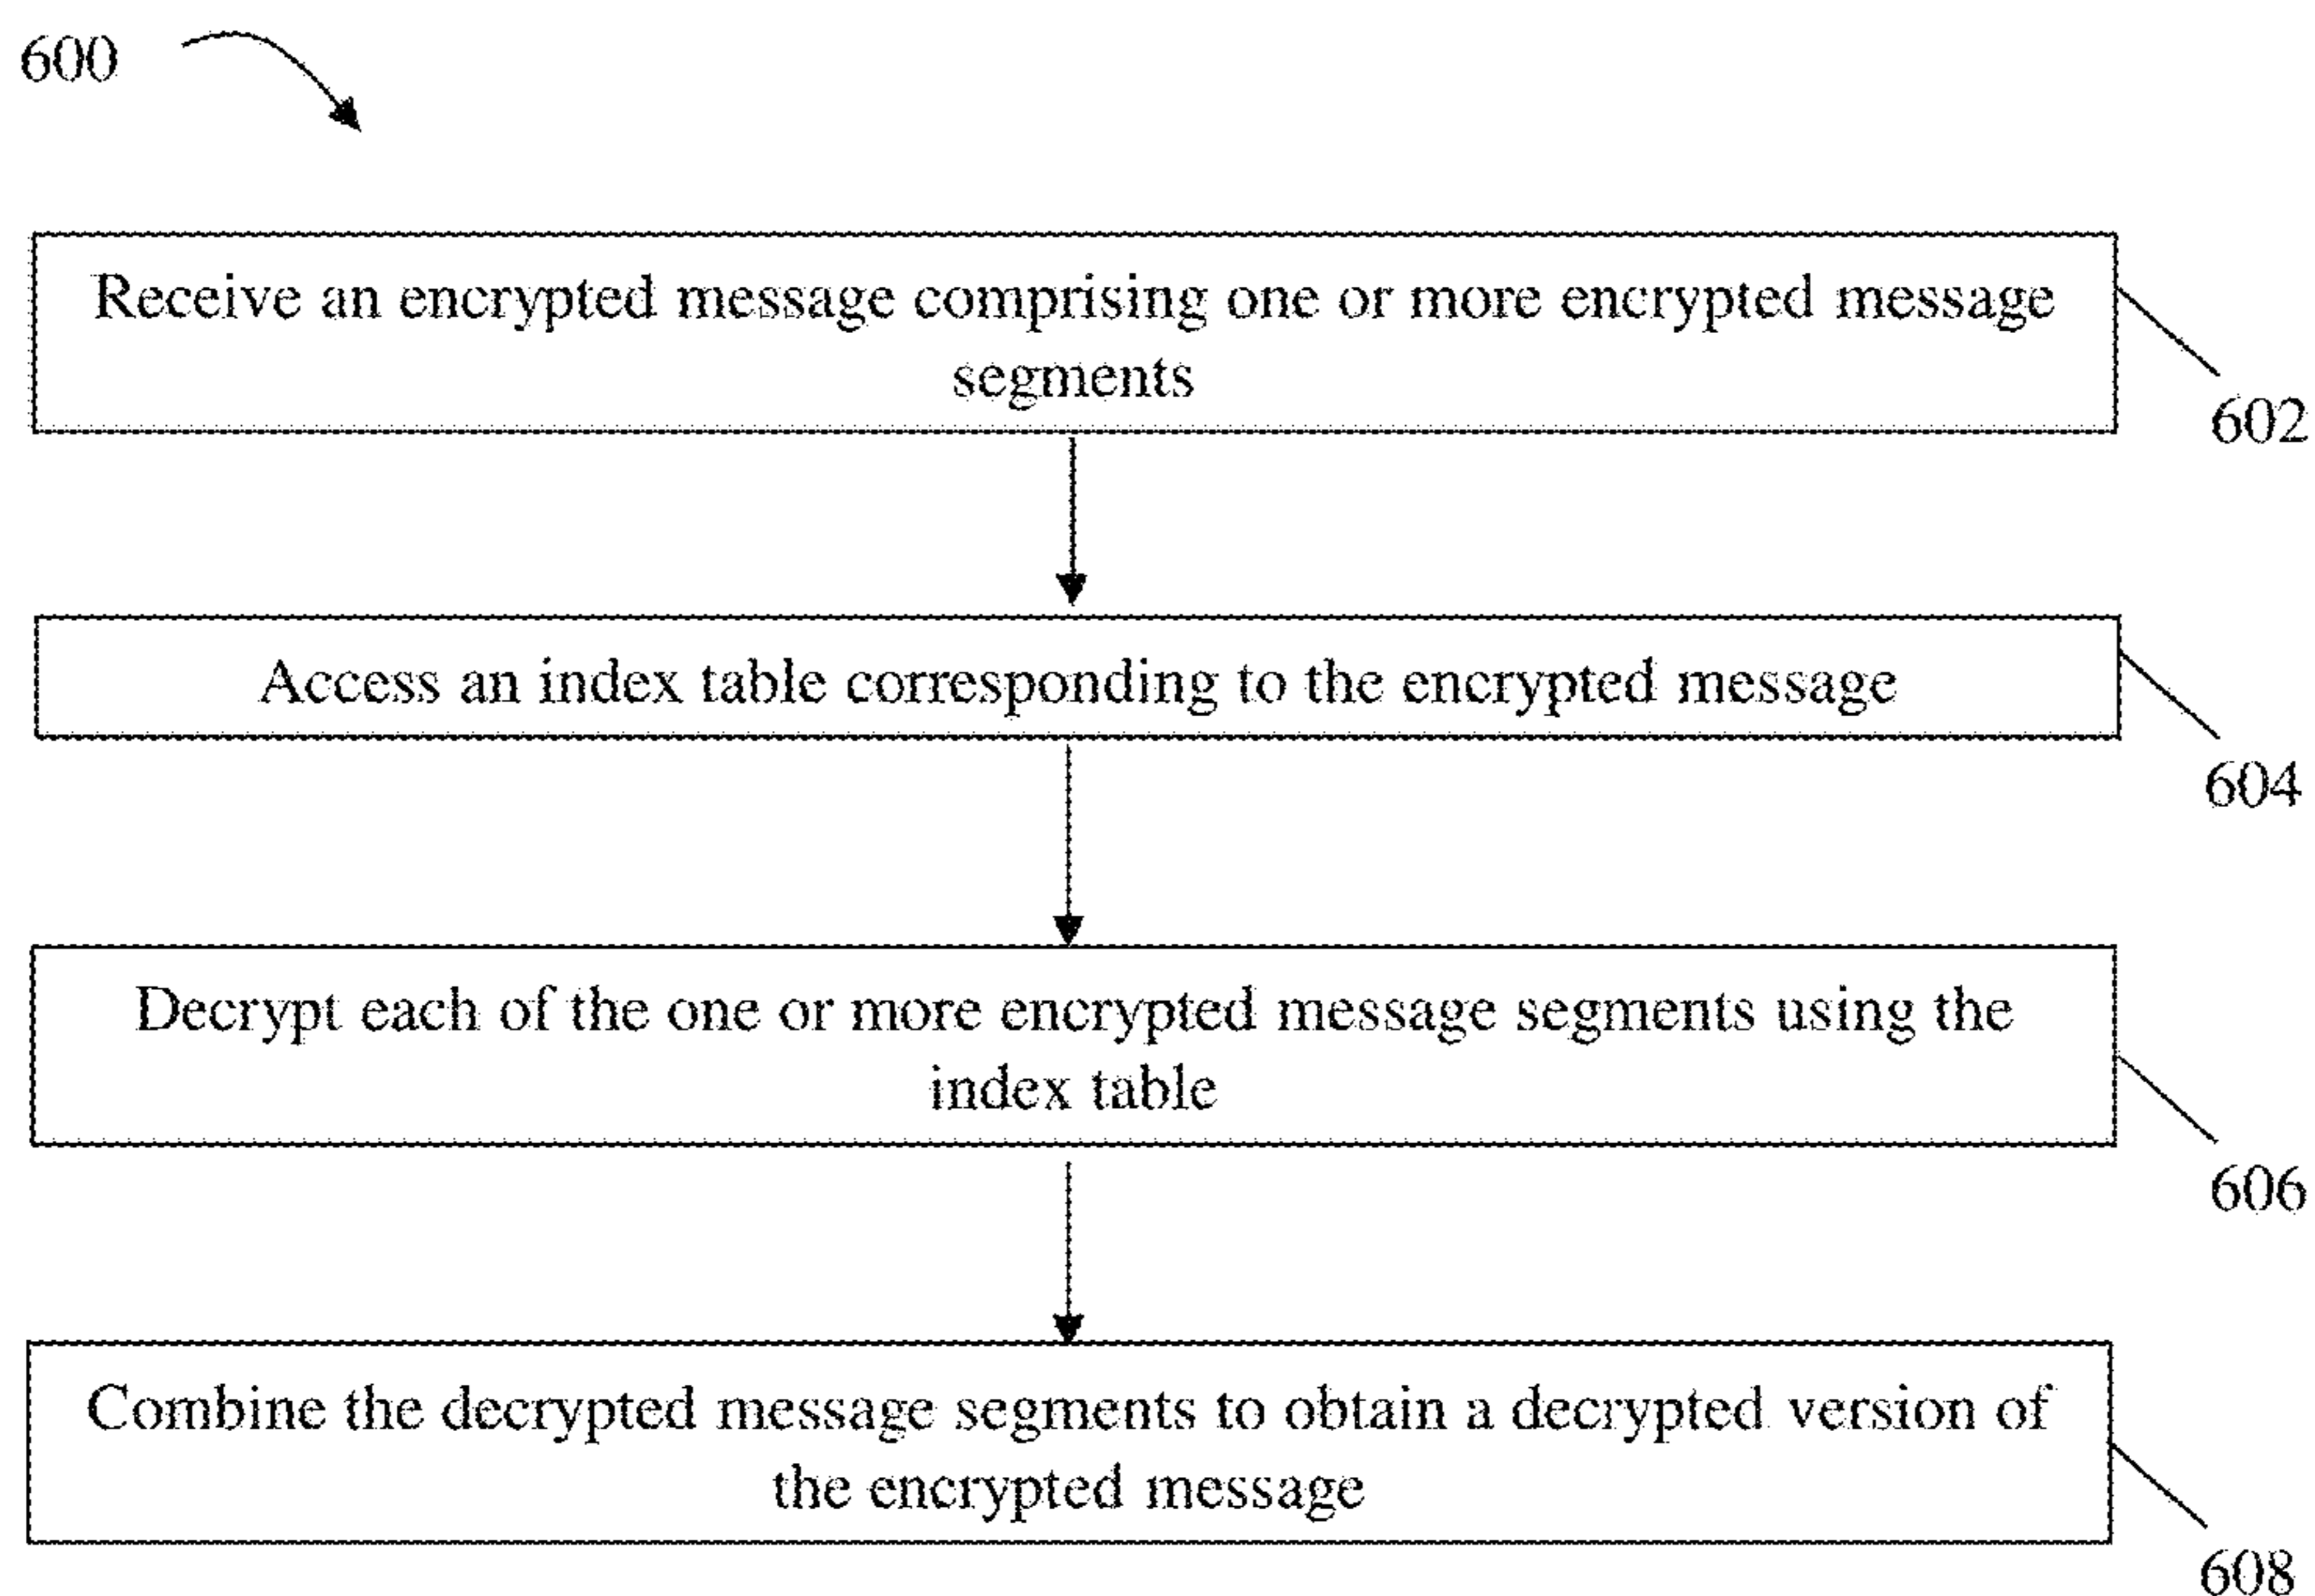 600
Receive an encrypted message comprising one or more encrypted message
segments
602
Access an index table corresponding to the encrypted message
604
Decrypt each of the one or more encrypted message segments using the
index table
606
Combine the decrypted message segments to obtain a decrypted version of
the encrypted message
608